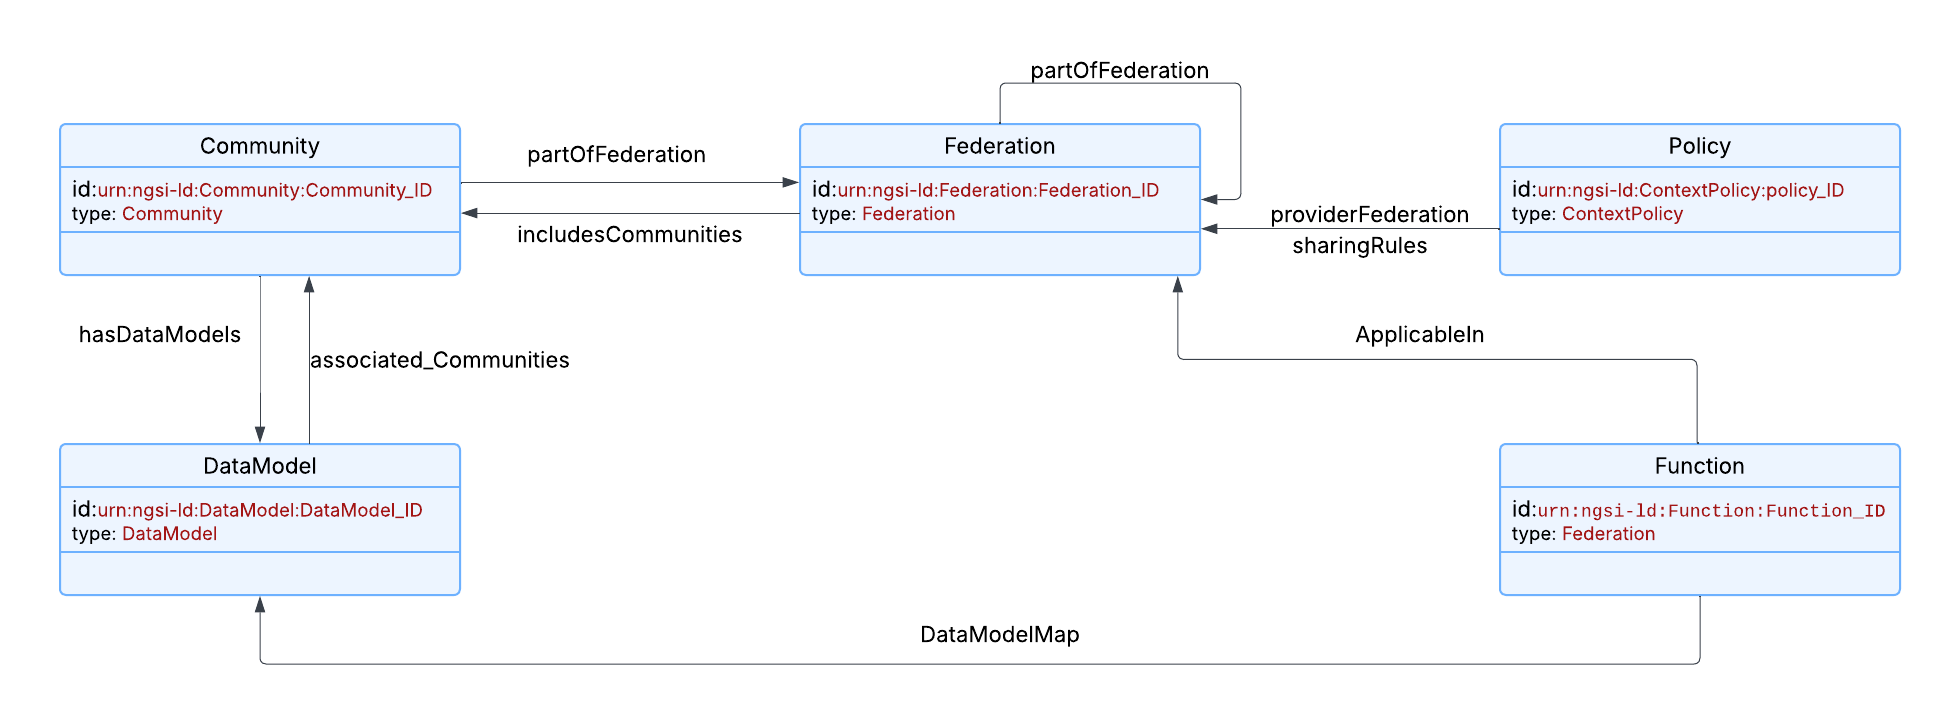 partOfFederation
Community
id:urn:ngsi-ld:Community:Community_ID
type: Community
partOfFederation
includesCommunities
Federation
id:urn:ngsi-ld:Federation:Federation_ID
type: Federation
providerFederation
sharingRules
Policy
id:urn:ngsi-ld:ContextPolicy:policy_ID
type: ContextPolicy
hasDataModels
associated_Communities
ApplicableIn
DataModel
id:urn:ngsi-ld:DataModel:DataModel_ID
type: DataModel
Function
id:urn:ngsi-ld:Function:Function_ID
type: Federation
DataModelMap